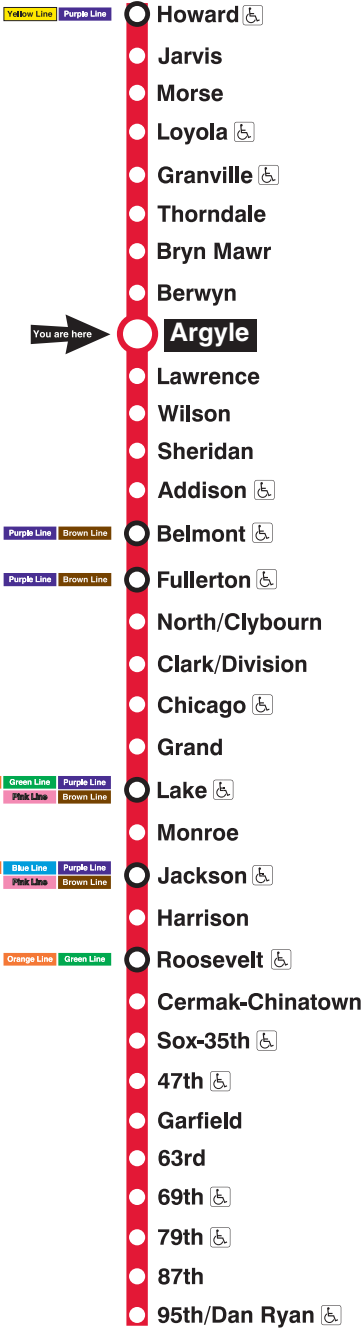 Yellow Line Purple Line Howard
Jarvis
Morse
Loyola
Granville
Thorndale
Bryn Mawr
Berwyn
You are here Argyle
Lawrence
Wilson
Sheridan
Addison
Purple Line Brown Line Belmont
Purple Line Brown Line Fullerton
North/Clybourn
Clark/Division
Chicago
Grand
Green Line Purple Line
Pink Line Brown Line
Lake
Monroe
Blue Line Purple Line
Pink Line Brown Line
Jackson
Harrison
Orange Line Green Line Roosevelt
Cermak-Chinatown
Sox-35th
47th
Garfield
63rd
69th
79th
87th
95th/Dan Ryan